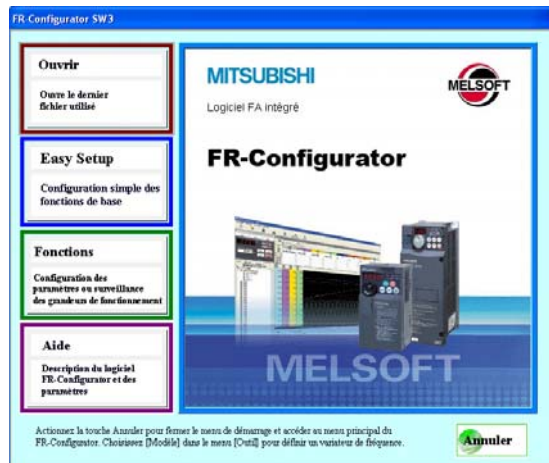 FR-Configurator SW3
Ouvrir
Ouvre le dernier
fichier utilisé
Easy Setup
Configuration simple des
fonctions de base
Fonctions
Configuration des
paramètres ou surveillance
des grandeurs de fonctionnement
Aide
Description du logiciel
FR-Configurator et des
paramètres
MITSUBISHI
MELSOFT
Logiciel FA intégré
FR-Configurator
MELSOFT
Actionnez la touche Annuler pour fermer le menu de démarrage et accéder au menu principal du
FR-Configurator. Choisissez [Modèle] dans le menu [Outil] pour définir un variateur de fréquence.
Annuler